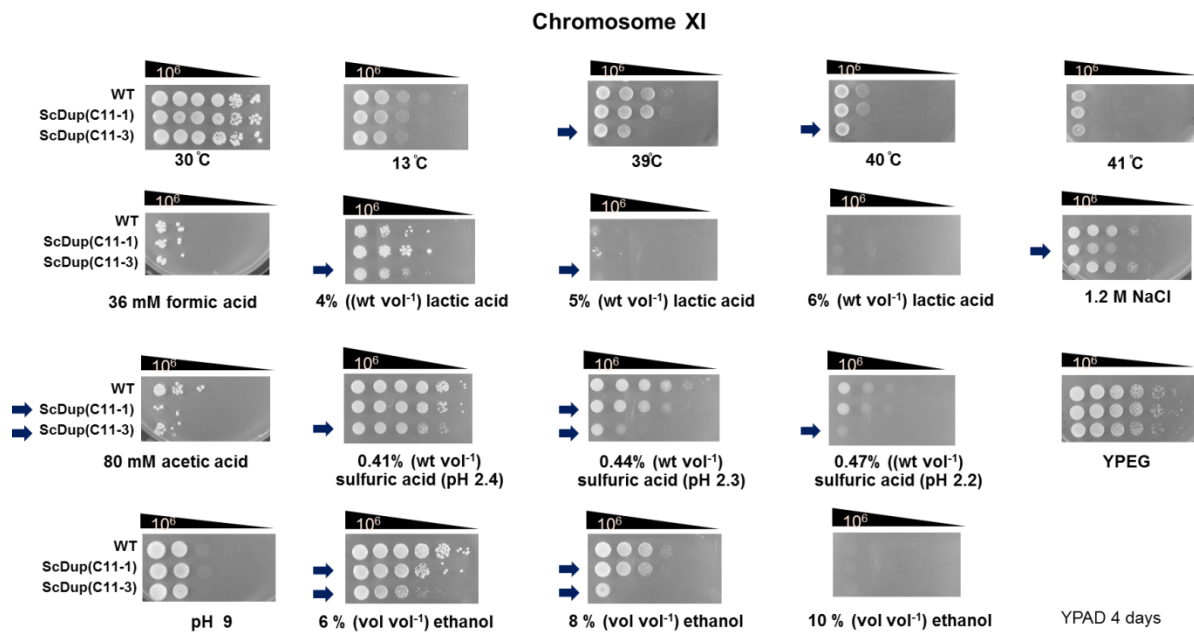 Chromosome XI
10⁶ 10⁶ 10⁶ 10⁶ 10⁶
WT
ScDup(C11-1)
ScDup(C11-3)
30°C 13°C 39°C 40°C 41°C
10⁶ 10⁶ 10⁶ 10⁶ 10⁶
WT
ScDup(C11-1)
ScDup(C11-3)
36 mM formic acid 4% ((wt vol⁻¹) lactic acid 5% (wt vol⁻¹) lactic acid 6% (wt vol⁻¹) lactic acid 1.2 M NaCl
10⁶ 10⁶ 10⁶ 10⁶ 10⁶
WT
ScDup(C11-1)
ScDup(C11-3)
80 mM acetic acid 0.41% (wt vol⁻¹) 0.44% (wt vol⁻¹) 0.47% ((wt vol⁻¹) YPEG
sulfuric acid (pH 2.4) sulfuric acid (pH 2.3) sulfuric acid (pH 2.2)
10⁶ 10⁶ 10⁶ 10⁶
WT
ScDup(C11-1)
ScDup(C11-3)
pH 9 6 % (vol vol⁻¹) ethanol 8 % (vol vol⁻¹) ethanol 10 % (vol vol⁻¹) ethanol YPAD 4 days